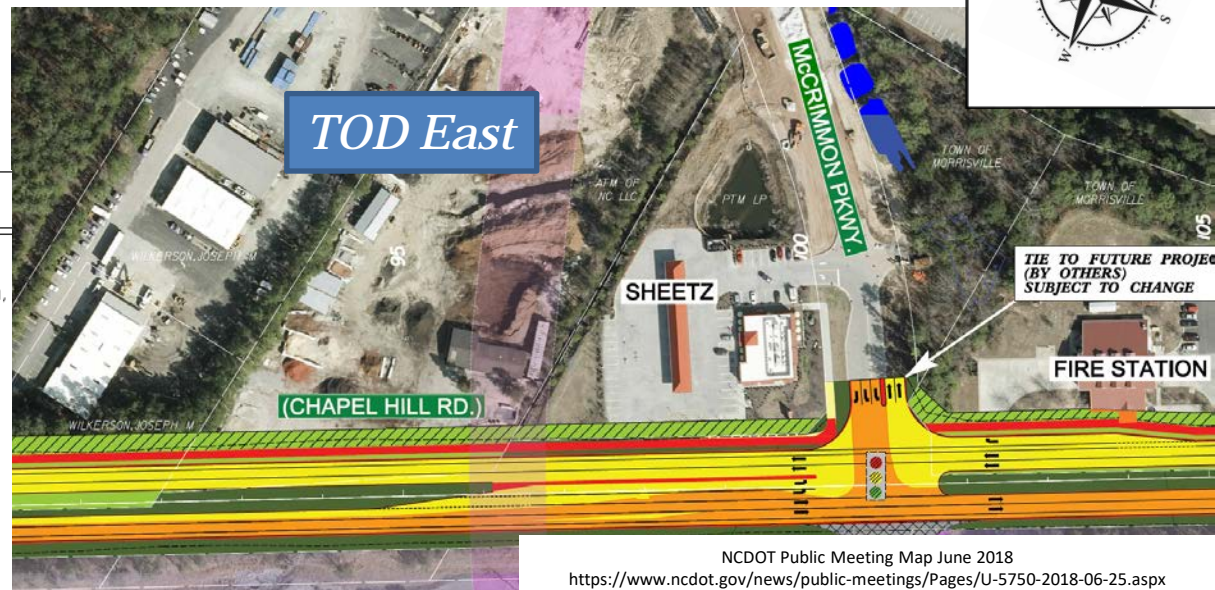 W
S
TOD East
McCRIMMON PKWY.
TOWN OF
MORRISVILLE
TOWN OF
MORRISVILLE
ATM OF
NC LLC
PTM LP
WILKERSON, JOSEPH M
95
100
105
TIE TO FUTURE PROJEC
(BY OTHERS)
SUBJECT TO CHANGE
SHEETZ
FIRE STATION
(CHAPEL HILL RD.)
WILKERSON, JOSEPH M
NCDOT Public Meeting Map June 2018
https://www.ncdot.gov/news/public-meetings/Pages/U-5750-2018-06-25.aspx